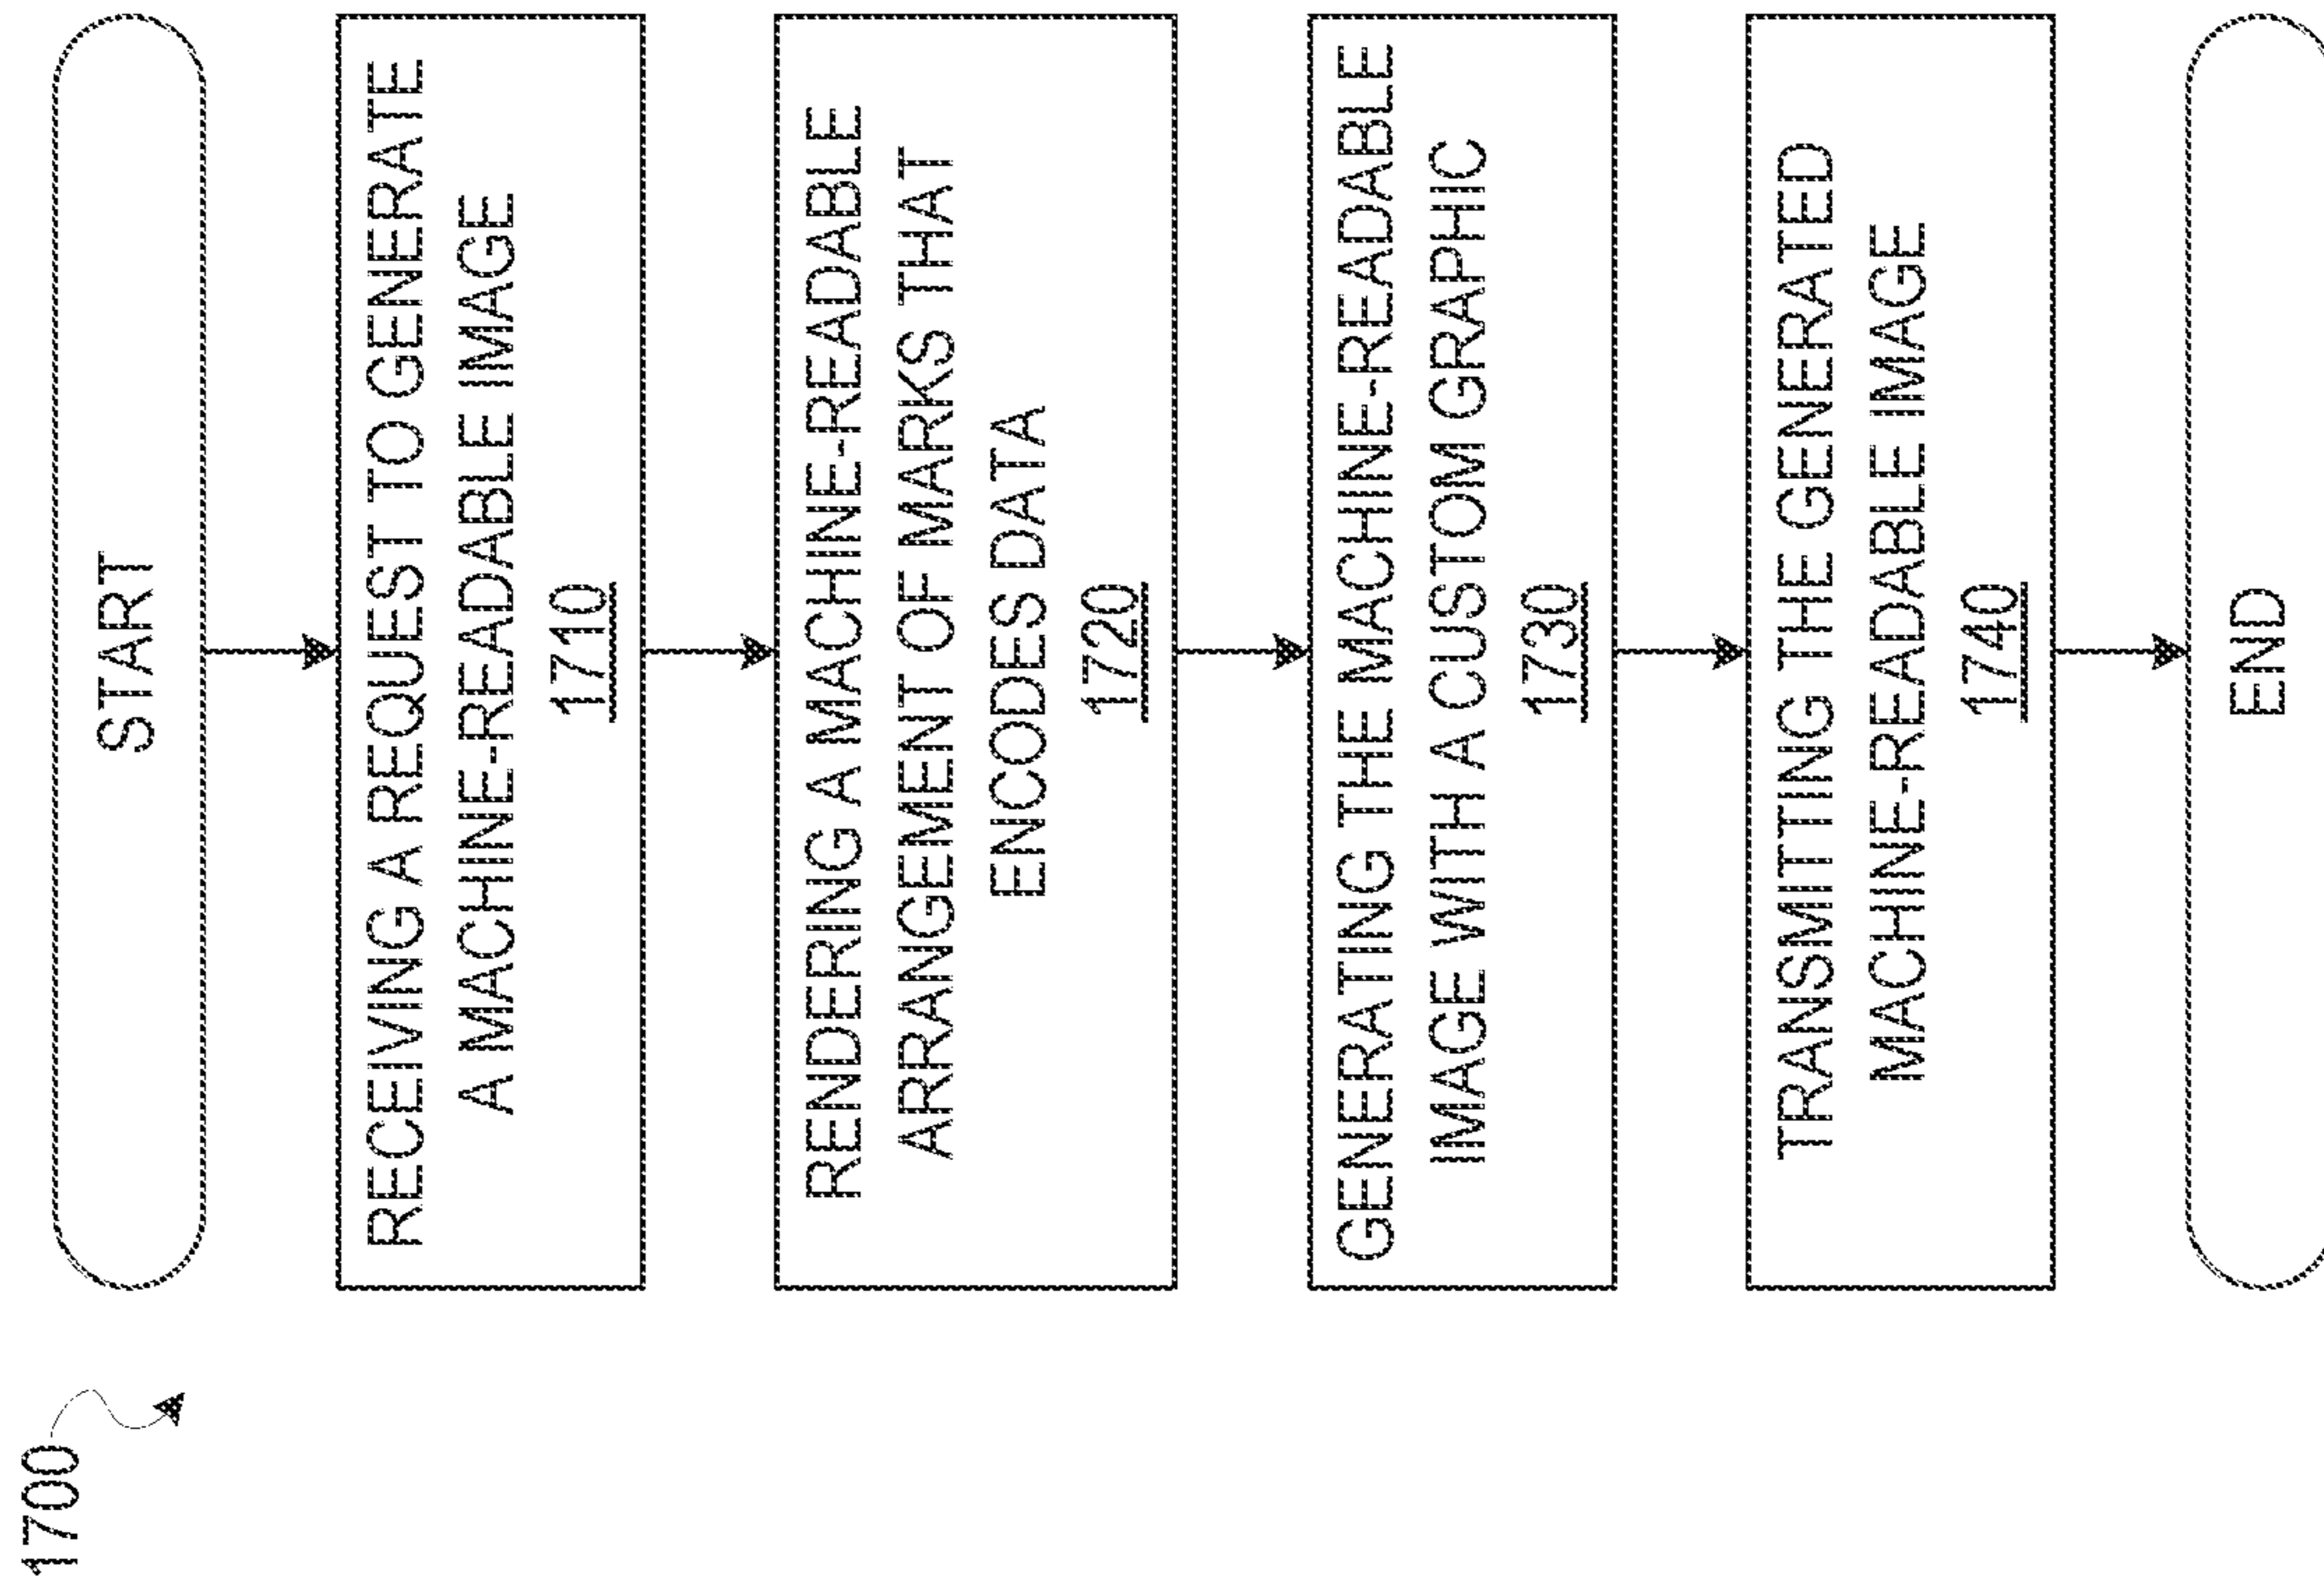 1700
START
RECEIVING A REQUEST TO GENERATE
A MACHINE-READABLE IMAGE
1710
RENDERING A MACHINE-READABLE
ARRANGEMENT OF MARKS THAT
ENCODES DATA
1720
GENERATING THE MACHINE-READABLE
IMAGE WITH A CUSTOM GRAPHIC
1730
TRANSMITTING THE GENERATED
MACHINE-READABLE IMAGE
1740
END